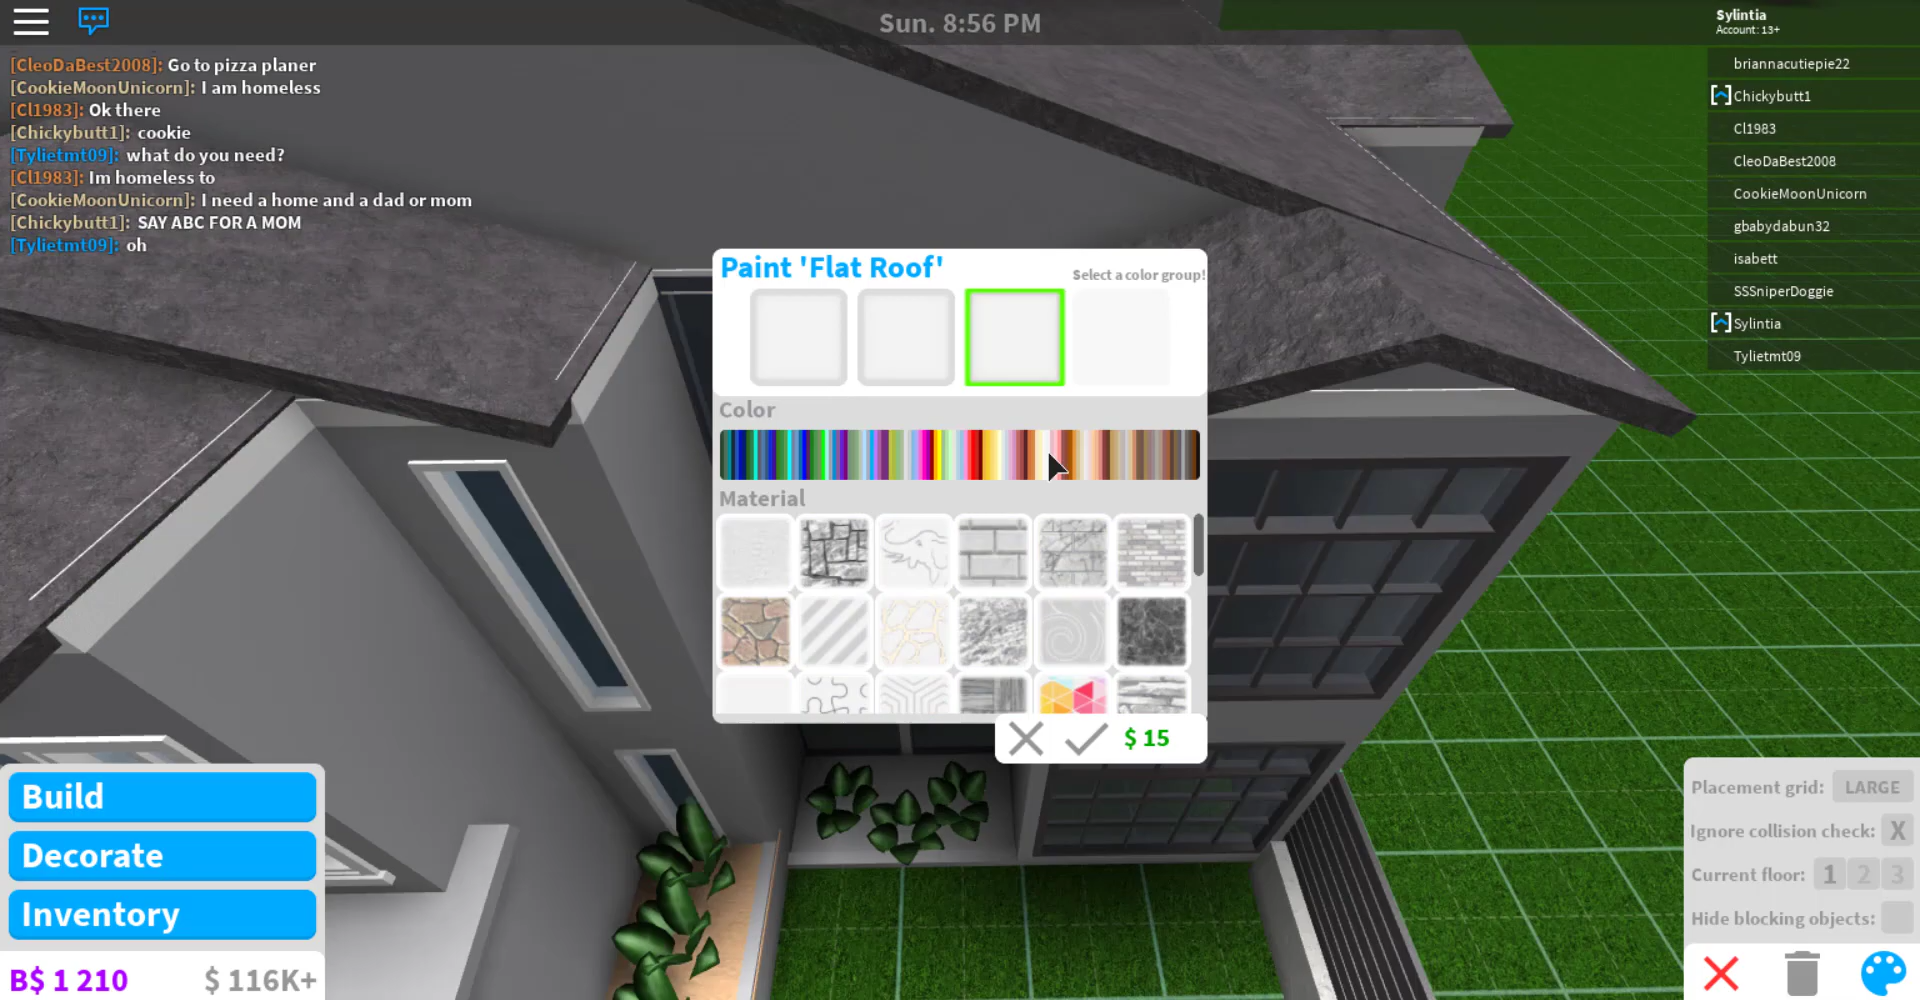 Sun. 8:56 PM
Sylintia
Account: 13+
[CleoDaBest2008]: Go to pizza planer
[CookieMoonUnicorn]: I am homeless
[Cl1983]: Ok there
[Chickybutt1]: cookie
[Tylietmt09]: what do you need?
[Cl1983]: Im homeless to
[CookieMoonUnicorn]: I need a home and a dad or mom
[Chickybutt1]: SAY ABC FOR A MOM
[Tylietmt09]: oh
briannacutiepie22
Chickybutt1
Cl1983
CleoDaBest2008
CookieMoonUnicorn
gbabydabun32
isabett
SSSniperDoggie
Sylintia
Tylietmt09
Paint 'Flat Roof'
Select a color group!
Color
Material
$ 15
Build
Decorate
Inventory
B$ 1 210
$ 116K+
Placement grid: LARGE
Ignore collision check: X
Current floor: 1 2 3
Hide blocking objects: